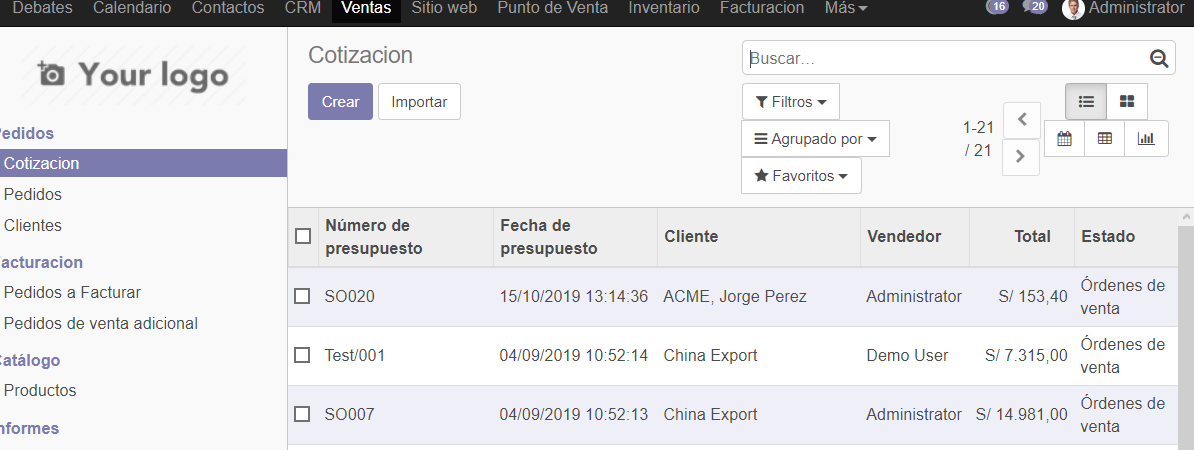 Debates Calendario Contactos CRM Ventas Sitio web Punto de Venta Inventario Facturacion Más 16 20 Administrator
Your logo
Cotizacion
Buscar...
Crear Importar
Filtros
Agrupado por
Favoritos
1-21
/ 21
edidos
Cotizacion
Pedidos
Clientes
acturacion
Pedidos a Facturar
Pedidos de venta adicional
atálogo
Productos
nformes
Número de presupuesto Fecha de presupuesto Cliente Vendedor Total Estado
SO020 15/10/2019 13:14:36 ACME, Jorge Perez Administrator S/ 153,40 Órdenes de venta
Test/001 04/09/2019 10:52:14 China Export Demo User S/ 7.315,00 Órdenes de venta
SO007 04/09/2019 10:52:13 China Export Administrator S/ 14.981,00 Órdenes de venta